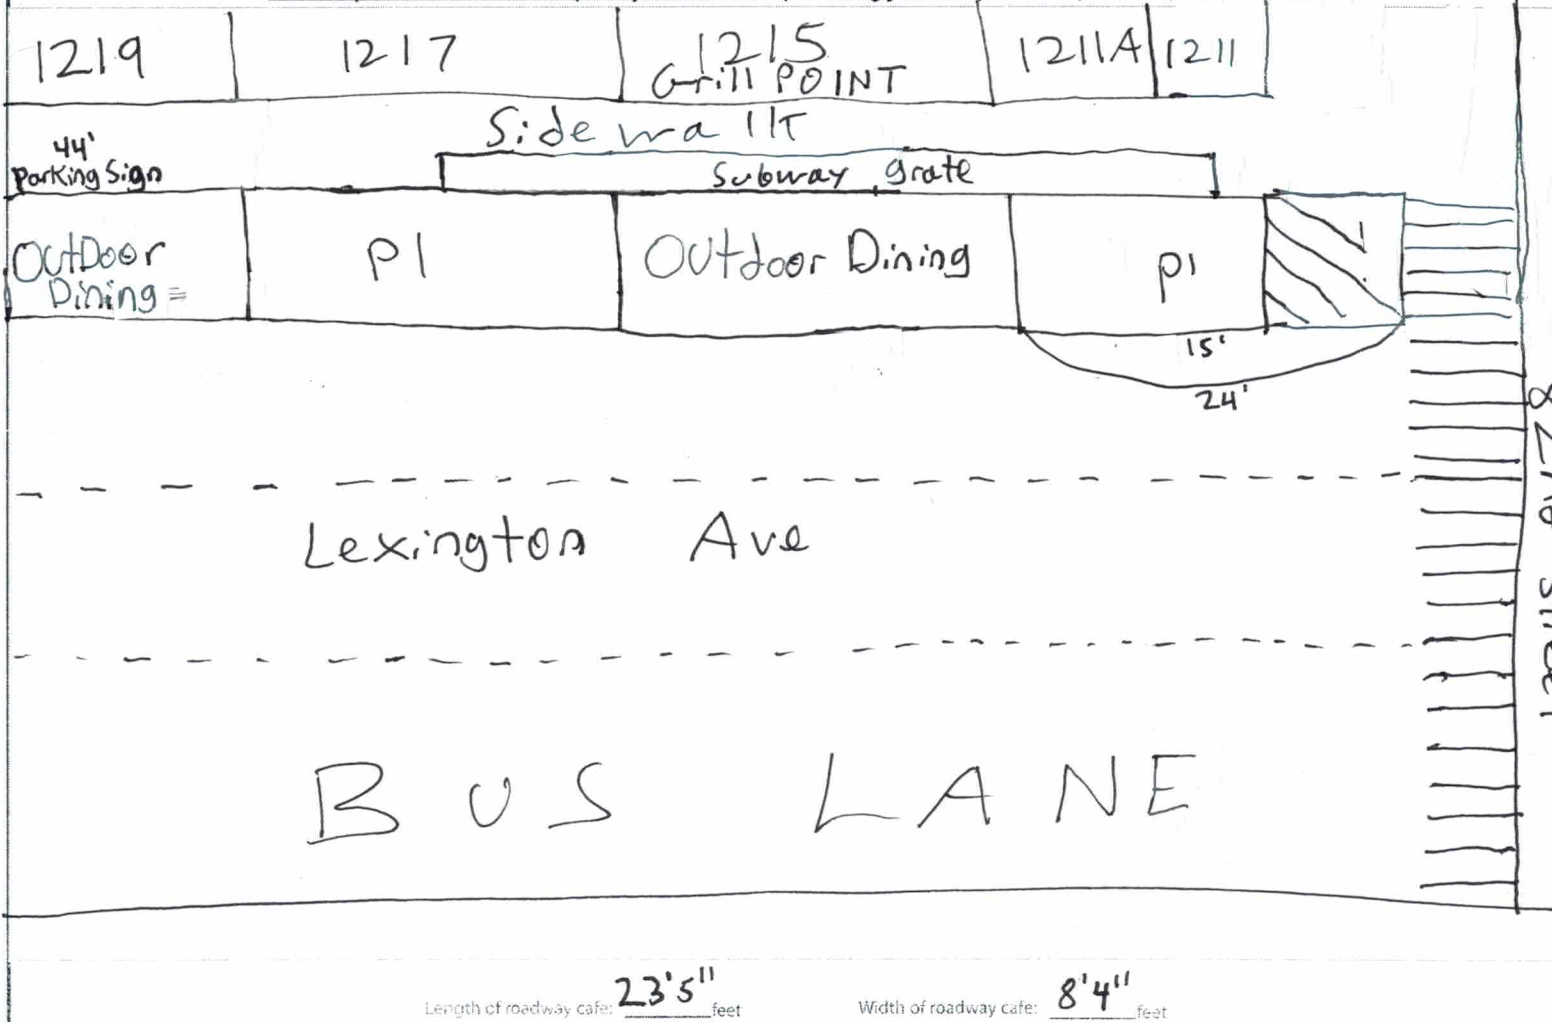 1219
1217
1215
Grill POINT
1211A
1211
Sidewalk
44'
Parking Sign
Subway grate
OutDoor
Dining
P1
Outdoor Dining
P1
15'
24'
82nd street
Lexington Ave
BUS LANE
Length of roadway cafe: 23'5" feet
Width of roadway cafe: 8'4" feet